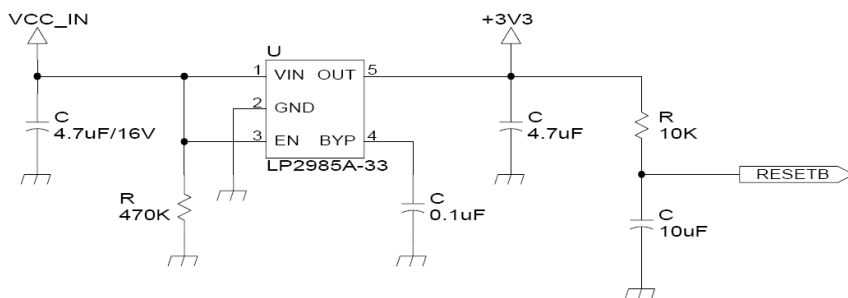 VCC_IN
+3V3
U
1 VIN OUT 5
2 GND
3 EN BYP 4
LP2985A-33
C
4.7uF/16V
R
470K
C
0.1uF
C
4.7uF
R
10K
RESETB
C
10uF